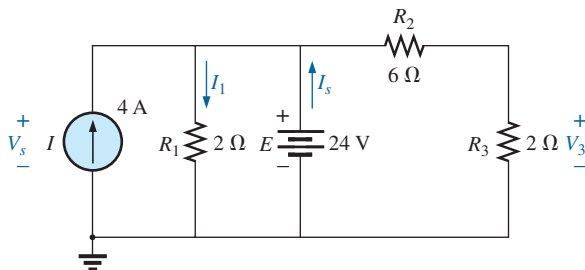 R2
6 Ω
I1
Is
4 A
+
Vs
−
I
R1
2 Ω
E
+
−
24 V
R3
2 Ω
+
V3
−